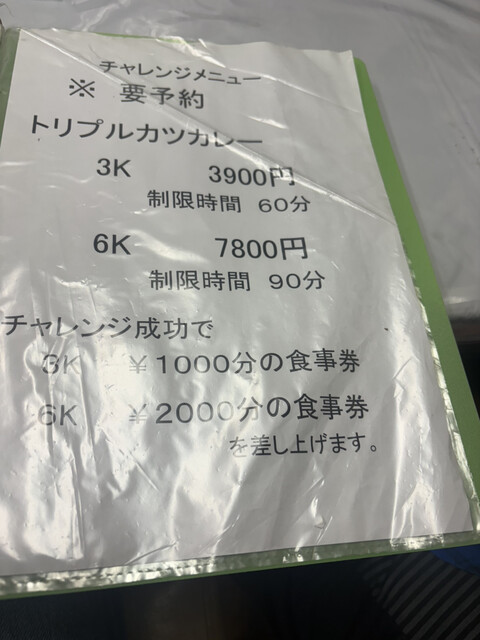 チャレンジメニュー
※ 要予約
トリプルカツカレー
3K 3900円
制限時間 60分
6K 7800円
制限時間 90分
チャレンジ成功で
3K ￥1000分の食事券
6K ￥2000分の食事券
を差し上げます。